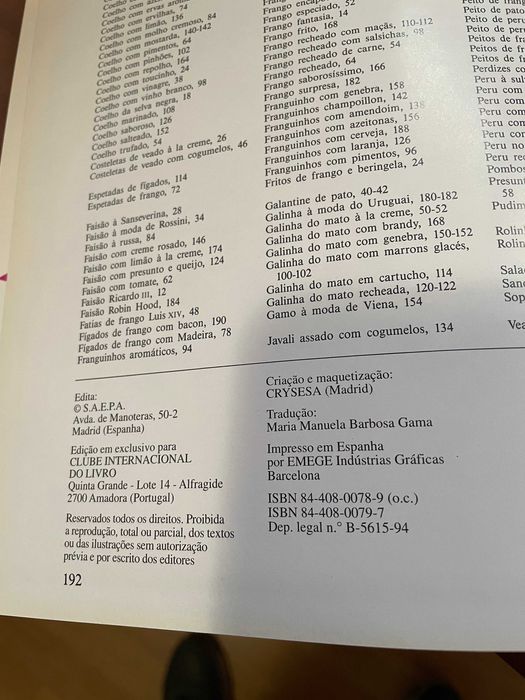 Coelho com ervilhas, 74
Coelho com limão, 136
Coelho com molho cremoso, 84
Coelho com mostarda, 140-142
Coelho com pimentos, 64
Coelho com pinhões, 102
Coelho com repolho, 164
Coelho com toucinho, 24
Coelho com vinagre, 38
Coelho com vinho branco, 98
Coelho da selva negra, 18
Coelho marinado, 108
Coelho saboroso, 126
Coelho salteado, 152
Coelho trufado, 54
Costeletas de veado à la creme, 26
Costeletas de veado com cogumelos, 46
Espetadas de fígados, 114
Espetadas de frango, 72
Faisão à Sanseverina, 28
Faisão à moda de Rossini, 34
Faisão à russa, 84
Faisão com creme rosado, 146
Faisão com limão à la creme, 174
Faisão com presunto e queijo, 124
Faisão com tomate, 62
Faisão Ricardo III, 12
Faisão Robin Hood, 184
Fatias de frango Luis XIV, 48
Fígados de frango com bacon, 190
Fígados de frango com Madeira, 78
Franguinhos aromáticos, 94
Frango especiado, 52
Frango fantasia, 14
Frango frito, 168
Frango recheado com maçãs, 110-112
Frango recheado com salsichas, 98
Frango recheado de carne, 54
Frango recheado, 64
Frango saborosíssimo, 166
Frango surpresa, 182
Franguinho com genebra, 158
Franguinhos champoillon, 142
Franguinhos com amendoim, 138
Franguinhos com azeitonas, 156
Franguinhos com cerveja, 188
Franguinhos com laranja, 126
Franguinhos com pimentos, 96
Fritos de frango e beringela, 24
Galantine de pato, 40-42
Galinha à moda do Uruguai, 180-182
Galinha do mato à la creme, 50-52
Galinha do mato com brandy, 168
Galinha do mato com genebra, 150-152
Galinha do mato com marrons glacés,
100-102
Galinha do mato em cartucho, 114
Galinha do mato recheada, 120-122
Gamo à moda de Viena, 154
Javali assado com cogumelos, 134
Peito de pato
Peito de per
Peitos de fra
Peitos de f
Peitos de f
Perdizes co
Peru à sub
Peru com
Peru com
Peru com
Peru com
Peru com
Peru no
Peru rec
Pombos
Presunt
58
Pudim
Rolin
Rolin
Sala
San
Sop
Vea
Edita:
© S.A.E.P.A.
Avda. de Manoteras, 50-2
Madrid (Espanha)
Edição em exclusivo para
CLUBE INTERNACIONAL
DO LIVRO
Quinta Grande - Lote 14 - Alfragide
2700 Amadora (Portugal)
Reservados todos os direitos. Proibida
a reprodução, total ou parcial, dos textos
ou das ilustrações sem autorização
prévia e por escrito dos editores
192
Criação e maquetização:
CRYSESA (Madrid)
Tradução:
Maria Manuela Barbosa Gama
Impresso em Espanha
por EMEGE Indústrias Gráficas
Barcelona
ISBN 84-408-0078-9 (o.c.)
ISBN 84-408-0079-7
Dep. legal n.° B-5615-94